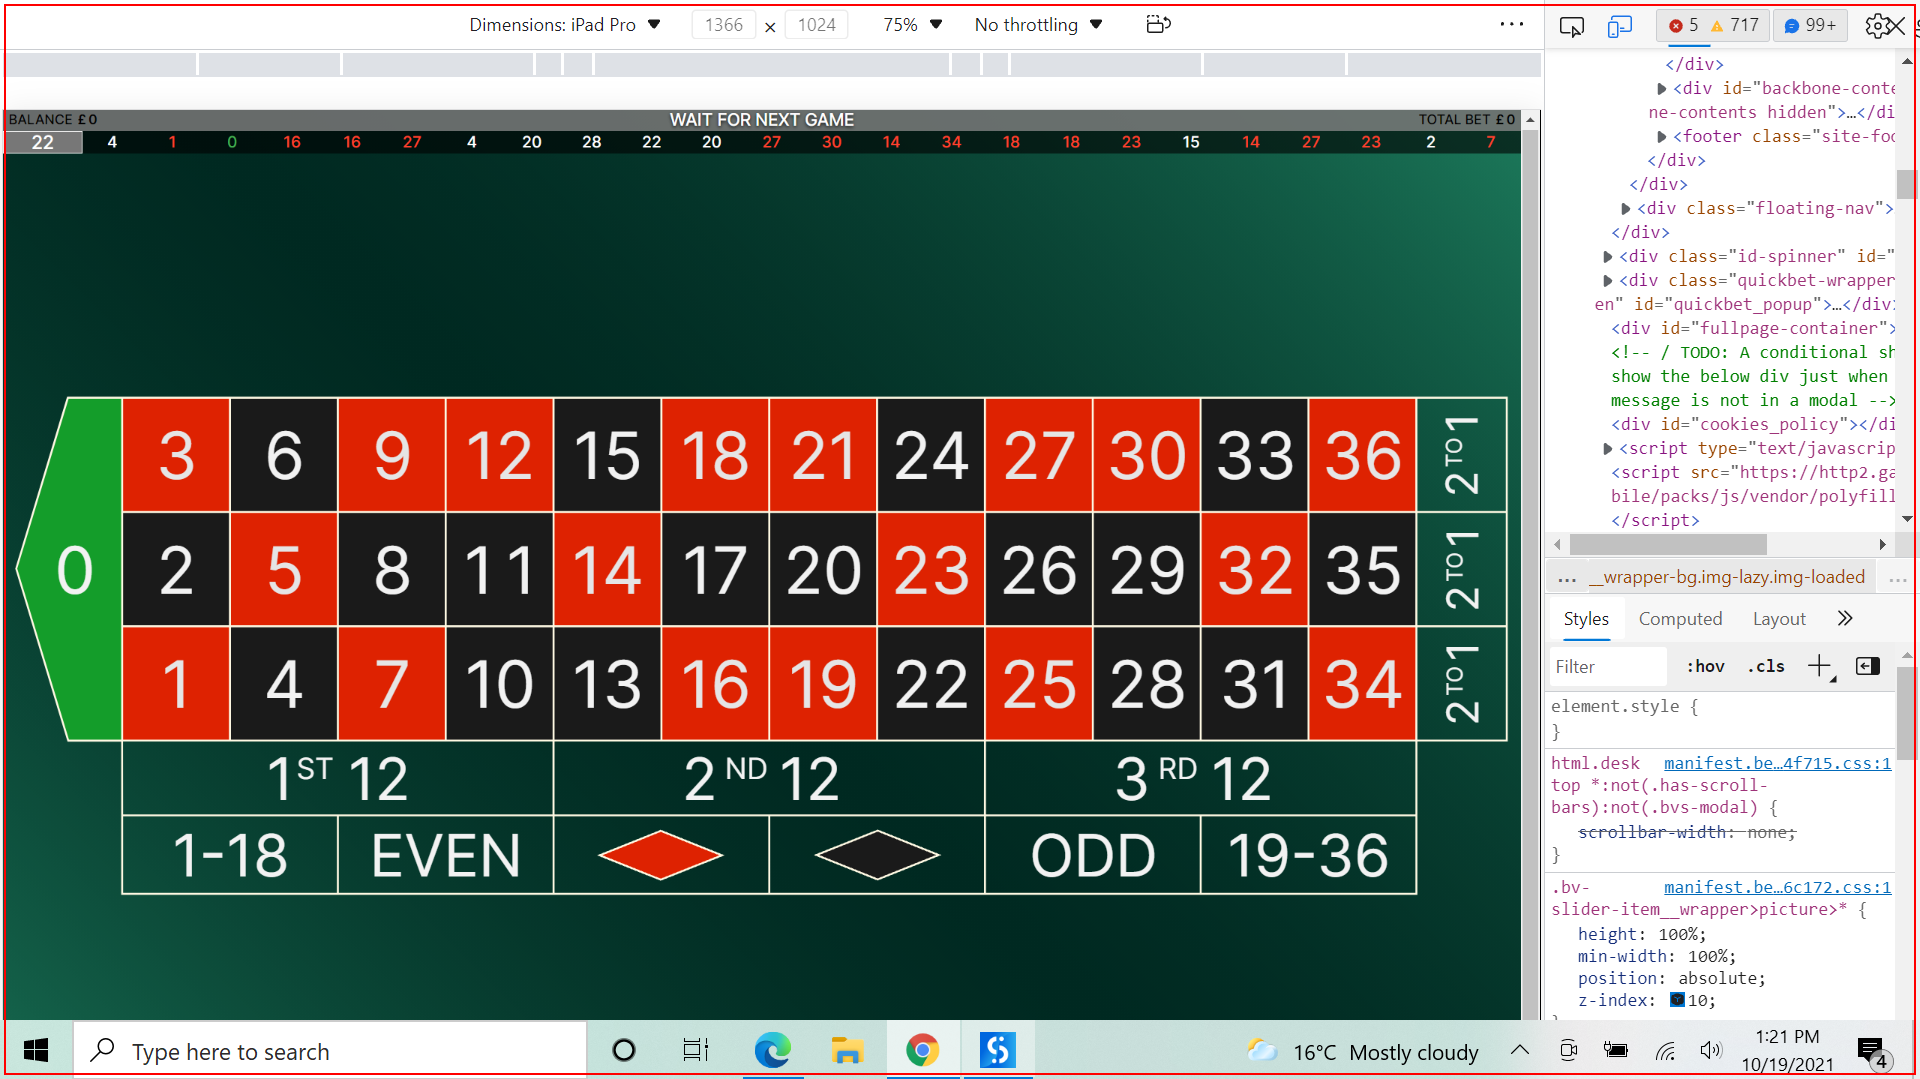 Dimensions: iPad Pro ▼ 1366 x 1024 75% ▼ No throttling ▼ ···
5 717 99+
BALANCE £0 WAIT FOR NEXT GAME TOTAL BET £0
22 4 1 0 16 16 27 4 20 28 22 20 27 30 14 34 18 18 23 15 14 27 23 2 7
3 6 9 12 15 18 21 24 27 30 33 36 2 TO 1
0 2 5 8 11 14 17 20 23 26 29 32 35 2 TO 1
1 4 7 10 13 16 19 22 25 28 31 34 2 TO 1
1ST 12 2ND 12 3RD 12
1-18 EVEN ODD 19-36
</div>
<div id="backbone-conte
ne-contents hidden">…</di
<footer class="site-foo
</div>
</div>
<div class="floating-nav">
</div>
<div class="id-spinner" id="
<div class="quickbet-wrapper
en" id="quickbet_popup">…</div>
<div id="fullpage-container">
<!-- / TODO: A conditional sh
show the below div just when
message is not in a modal -->
<div id="cookies_policy"></di
<script type="text/javascrip
<script src="https://http2.ga
bile/packs/js/vendor/polyfill
</script>
... __wrapper-bg.img-lazy.img-loaded ...
Styles Computed Layout
Filter :hov .cls
element.style {
}
html.desk manifest.be…4f715.css:1
top *:not(.has-scroll-
bars):not(.bvs-modal) {
scrollbar-width: none;
}
.bv- manifest.be…6c172.css:1
slider-item__wrapper>picture>* {
height: 100%;
min-width: 100%;
position: absolute;
z-index: 10;
}
Type here to search
16°C Mostly cloudy
1:21 PM
10/19/2021
4